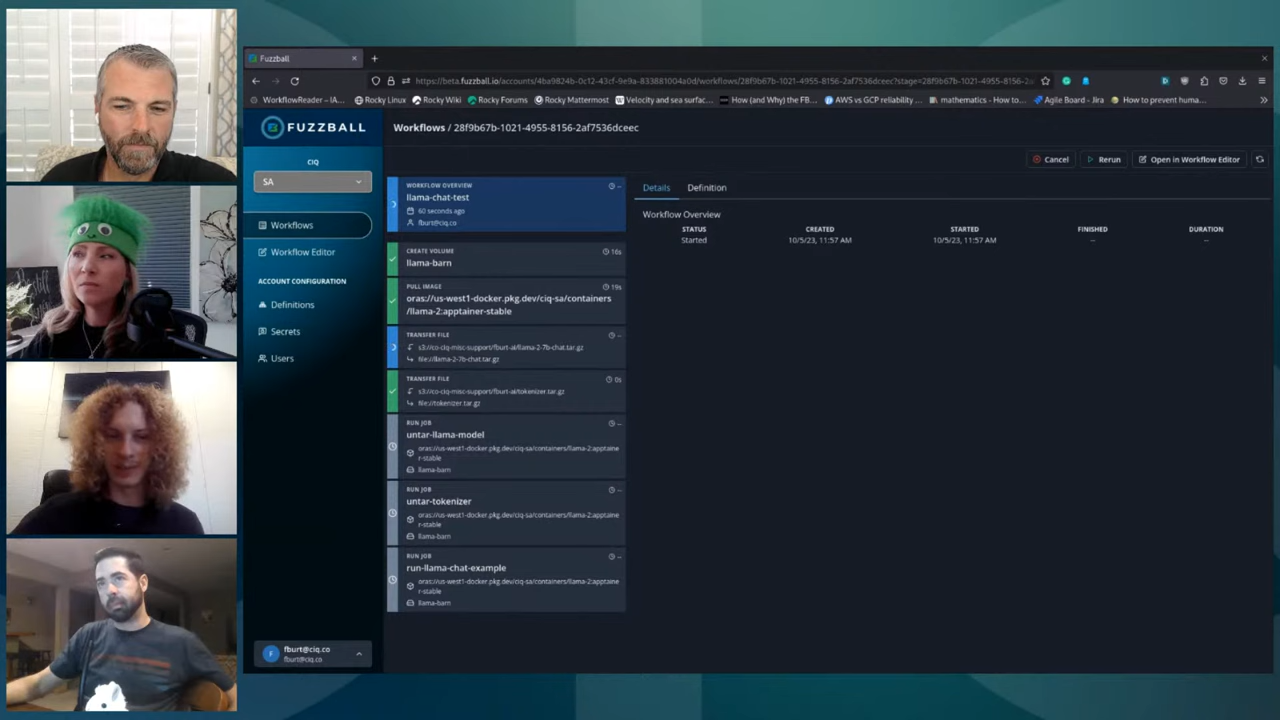 Fuzzball
https://beta.fuzzball.io/accounts/4ba9824b-0c12-43cf-9e9a-833881004a0d/workflows/28f9b67b-1021-4955-8156-2af7536dceec?stage=28f9b67b-1021-4955-8156-2a
WorkflowReader — IA... Rocky Linux Rocky Wiki Rocky Forums Rocky Mattermost Velocity and sea surfac... How (and Why) the FB... AWS vs GCP reliability ... mathematics - How to... Agile Board - Jira How to prevent huma...
FUZZBALL
CIQ
SA
Workflows
Workflow Editor
ACCOUNT CONFIGURATION
Definitions
Secrets
Users
F
fburt@ciq.co
fburt@ciq.co
Workflows / 28f9b67b-1021-4955-8156-2af7536dceec
Cancel Rerun Open in Workflow Editor
WORKFLOW OVERVIEW --
llama-chat-test
60 seconds ago
fburt@ciq.co
CREATE VOLUME 16s
llama-barn
PULL IMAGE 19s
oras://us-west1-docker.pkg.dev/ciq-sa/containers
/llama-2:apptainer-stable
TRANSFER FILE --
s3://co-ciq-misc-support/fburt-ai/llama-2-7b-chat.tar.gz
file://llama-2-7b-chat.tar.gz
TRANSFER FILE 0s
s3://co-ciq-misc-support/fburt-ai/tokenizer.tar.gz
file://tokenizer.tar.gz
RUN JOB --
untar-llama-model
oras://us-west1-docker.pkg.dev/ciq-sa/containers/llama-2:apptaine
r-stable
llama-barn
RUN JOB --
untar-tokenizer
oras://us-west1-docker.pkg.dev/ciq-sa/containers/llama-2:apptaine
r-stable
llama-barn
RUN JOB --
run-llama-chat-example
oras://us-west1-docker.pkg.dev/ciq-sa/containers/llama-2:apptaine
r-stable
llama-barn
Details Definition
Workflow Overview
STATUS CREATED STARTED FINISHED DURATION
Started 10/5/23, 11:57 AM 10/5/23, 11:57 AM -- --